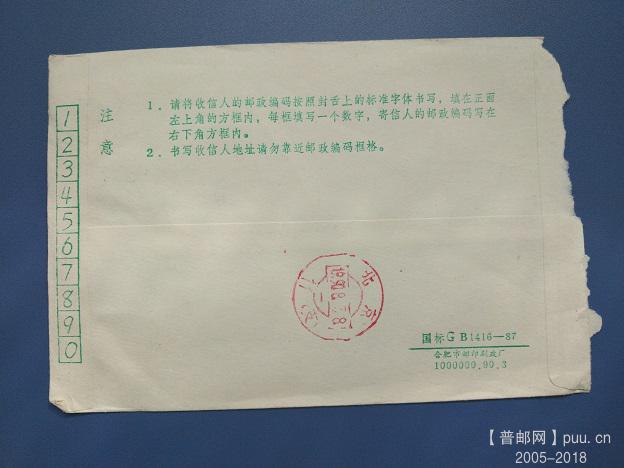 注意
1．请将收信人的邮政编码按照封舌上的标准字体书写，填在正面
左上角的方框内，每框填写一个数字，寄信人的邮政编码写在
右下角方框内。
2．书写收信人地址请勿靠近邮政编码框格。
1
2
3
4
5
6
7
8
9
0
北京
国标GB1416—87
合肥市邮印刷改厂
1000000.90.3
【普邮网】puu.cn
2005-2018